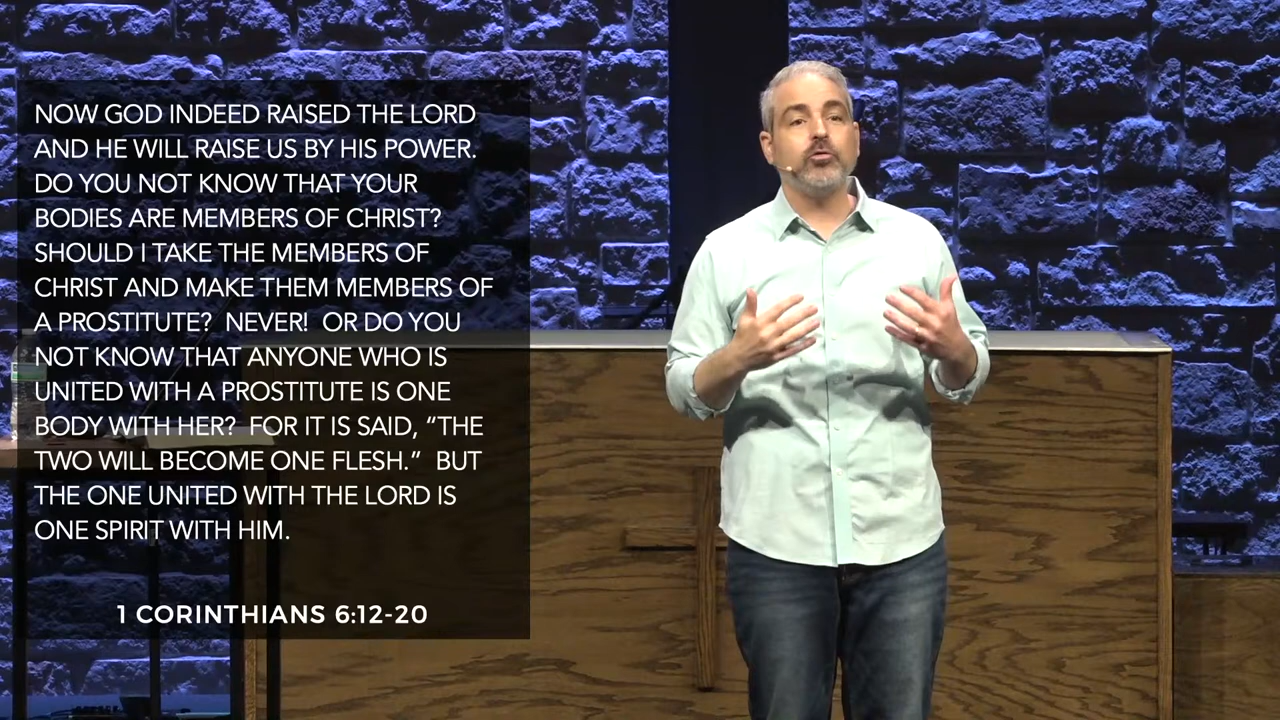 NOW GOD INDEED RAISED THE LORD
AND HE WILL RAISE US BY HIS POWER.
DO YOU NOT KNOW THAT YOUR
BODIES ARE MEMBERS OF CHRIST?
SHOULD I TAKE THE MEMBERS OF
CHRIST AND MAKE THEM MEMBERS OF
A PROSTITUTE?  NEVER!  OR DO YOU
NOT KNOW THAT ANYONE WHO IS
UNITED WITH A PROSTITUTE IS ONE
BODY WITH HER?  FOR IT IS SAID, “THE
TWO WILL BECOME ONE FLESH.”  BUT
THE ONE UNITED WITH THE LORD IS
ONE SPIRIT WITH HIM.
1 CORINTHIANS 6:12-20